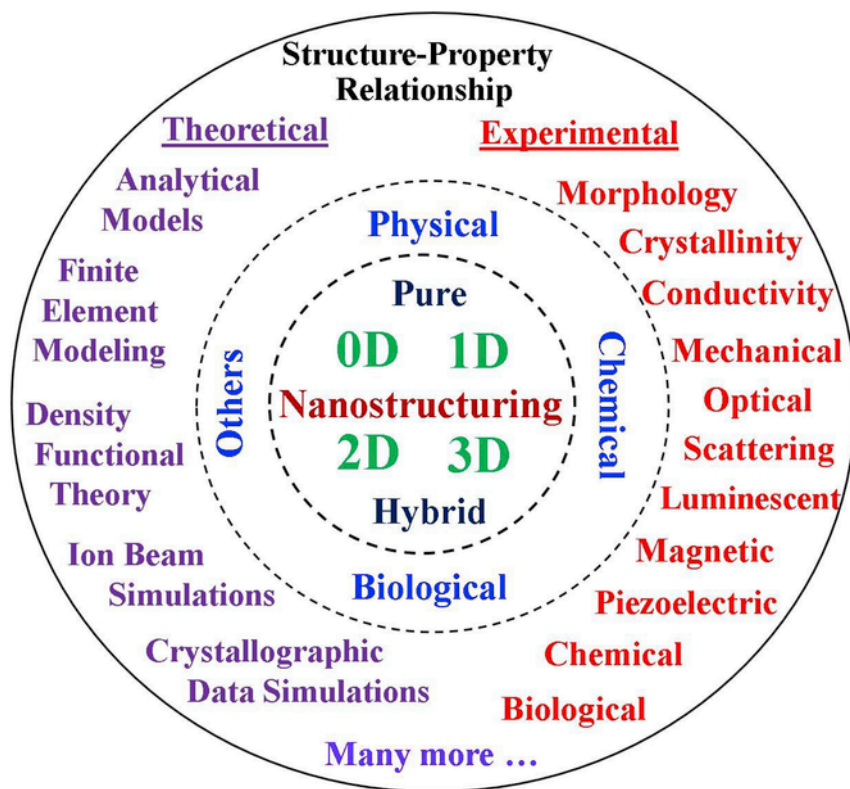 Structure-Property
Relationship
Theoretical
Analytical
Models
Finite
Element
Modeling
Density
Functional
Theory
Ion Beam
Simulations
Crystallographic
Data Simulations
Many more ...
Experimental
Morphology
Crystallinity
Conductivity
Mechanical
Optical
Scattering
Luminescent
Magnetic
Piezoelectric
Chemical
Biological
Physical
Others
Chemical
Biological
Pure
0D 1D
Nanostructuring
2D 3D
Hybrid